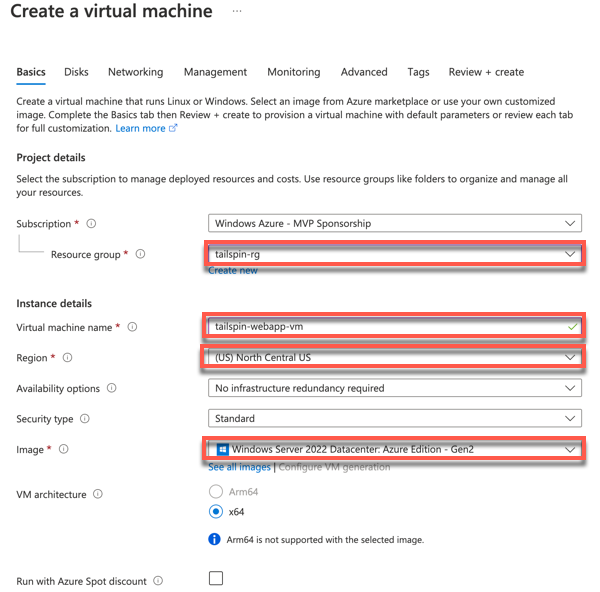 Create a virtual machine ...
Basics Disks Networking Management Monitoring Advanced Tags Review + create
Create a virtual machine that runs Linux or Windows. Select an image from Azure marketplace or use your own customized
image. Complete the Basics tab then Review + create to provision a virtual machine with default parameters or review each tab
for full customization. Learn more
Project details
Select the subscription to manage deployed resources and costs. Use resource groups like folders to organize and manage all
your resources.
Subscription * Windows Azure - MVP Sponsorship
Resource group * tailspin-rg
Create new
Instance details
Virtual machine name * tailspin-webapp-vm
Region * (US) North Central US
Availability options No infrastructure redundancy required
Security type Standard
Image * Windows Server 2022 Datacenter: Azure Edition - Gen2
See all images | Configure VM generation
VM architecture Arm64
x64
Arm64 is not supported with the selected image.
Run with Azure Spot discount